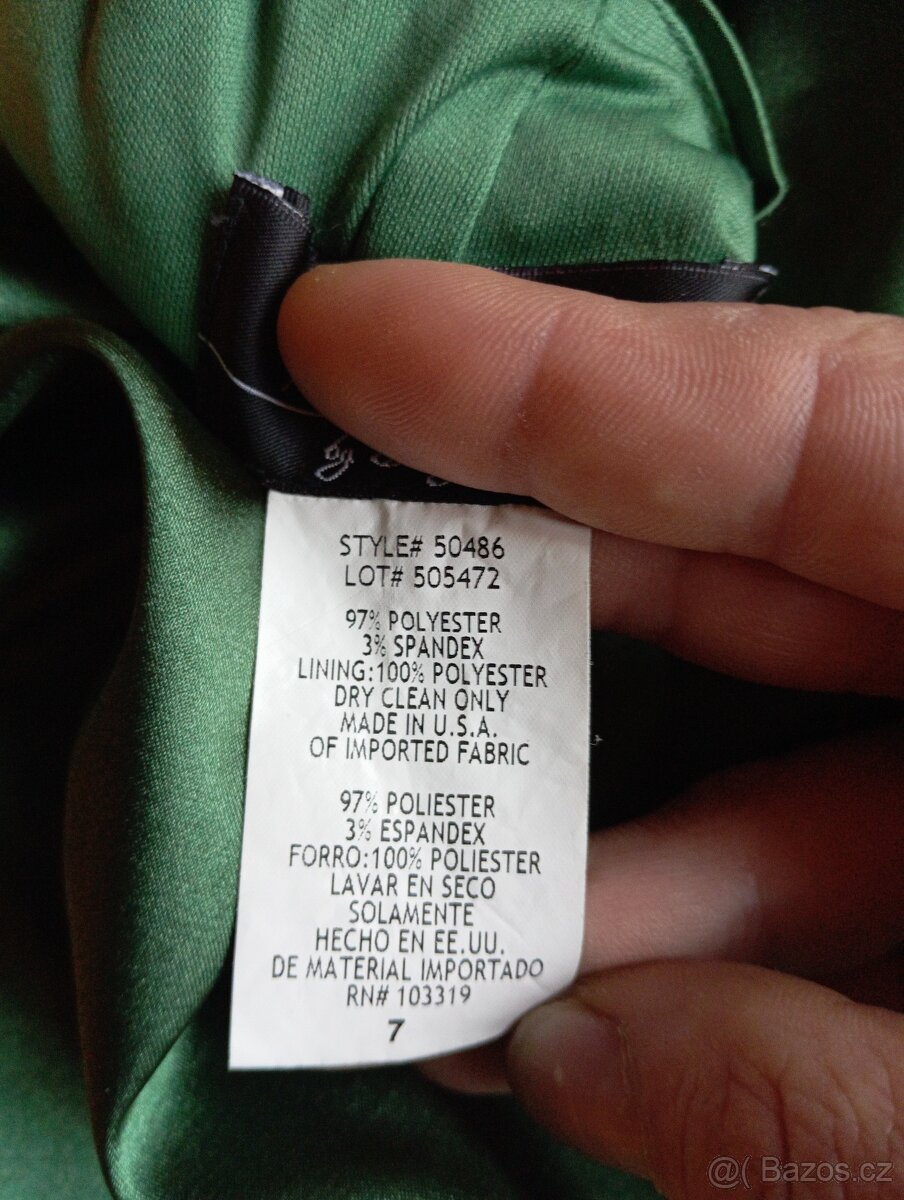 STYLE# 50486
LOT# 505472
97% POLYESTER
3% SPANDEX
LINING:100% POLYESTER
DRY CLEAN ONLY
MADE IN U.S.A.
OF IMPORTED FABRIC
97% POLIESTER
3% ESPANDEX
FORRO:100% POLIESTER
LAVAR EN SECO
SOLAMENTE
HECHO EN EE.UU.
DE MATERIAL IMPORTADO
RN# 103319
7
@( Bazos.cz